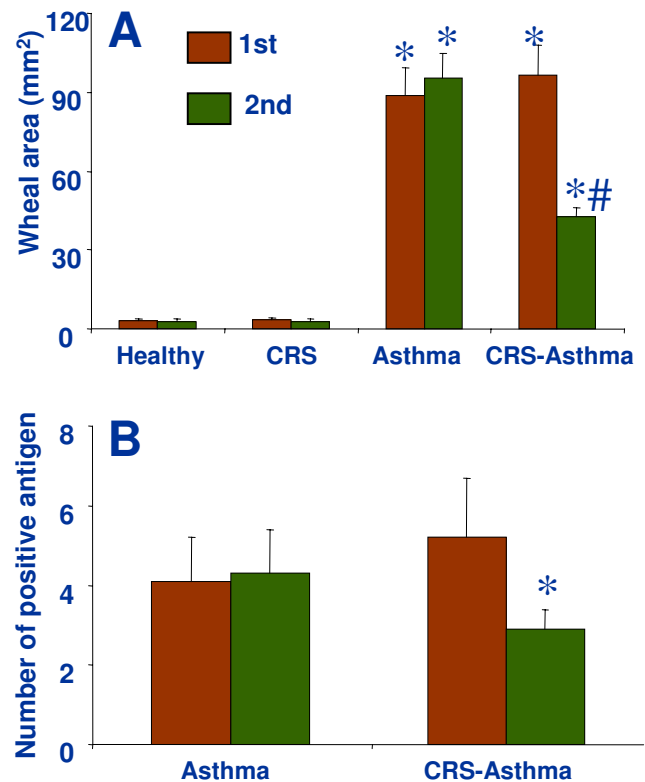 A
1st
2nd
Wheal area (mm²)
120
90
60
30
0
* * * *#
Healthy CRS Asthma CRS-Asthma
B
Number of positive antigen
8
6
4
2
0
*
Asthma CRS-Asthma